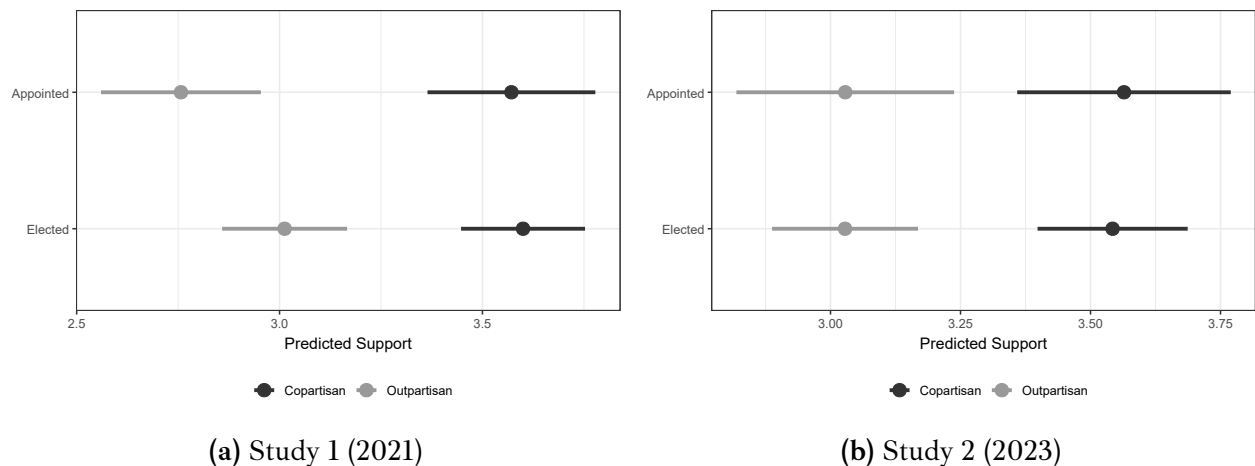 Appointed
Elected
2.5 3.0 3.5
Predicted Support
Copartisan Outpartisan
(a) Study 1 (2021)
Appointed
Elected
3.00 3.25 3.50 3.75
Predicted Support
Copartisan Outpartisan
(b) Study 2 (2023)